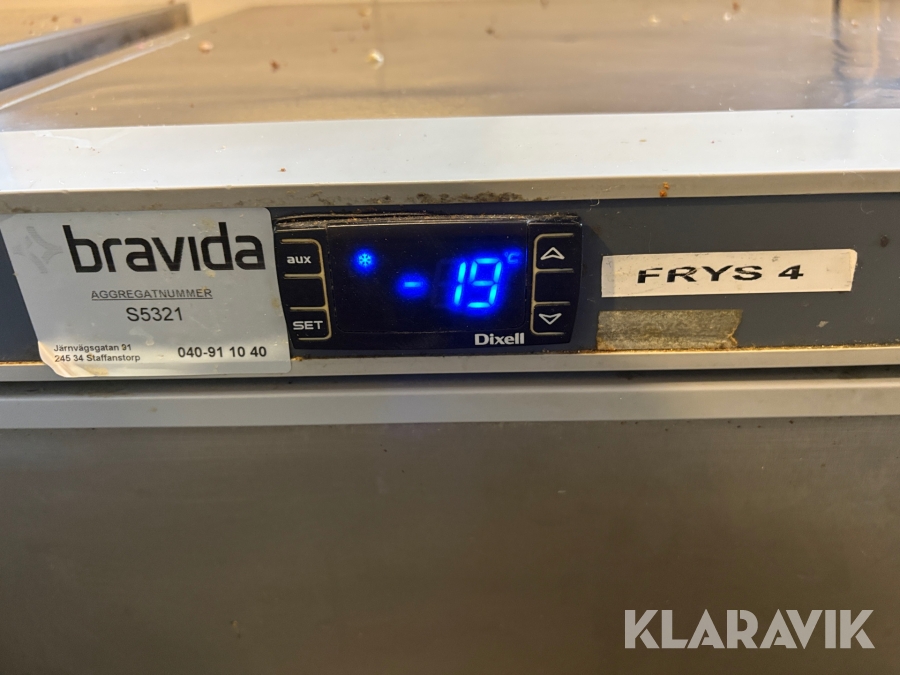 bravida
AGGREGATNUMMER
S5321
Järnvägsgatan 91
245 34 Staffanstorp
040-91 10 40
aux
SET
-19 °C
Dixell
FRYS 4
KLARAVIK